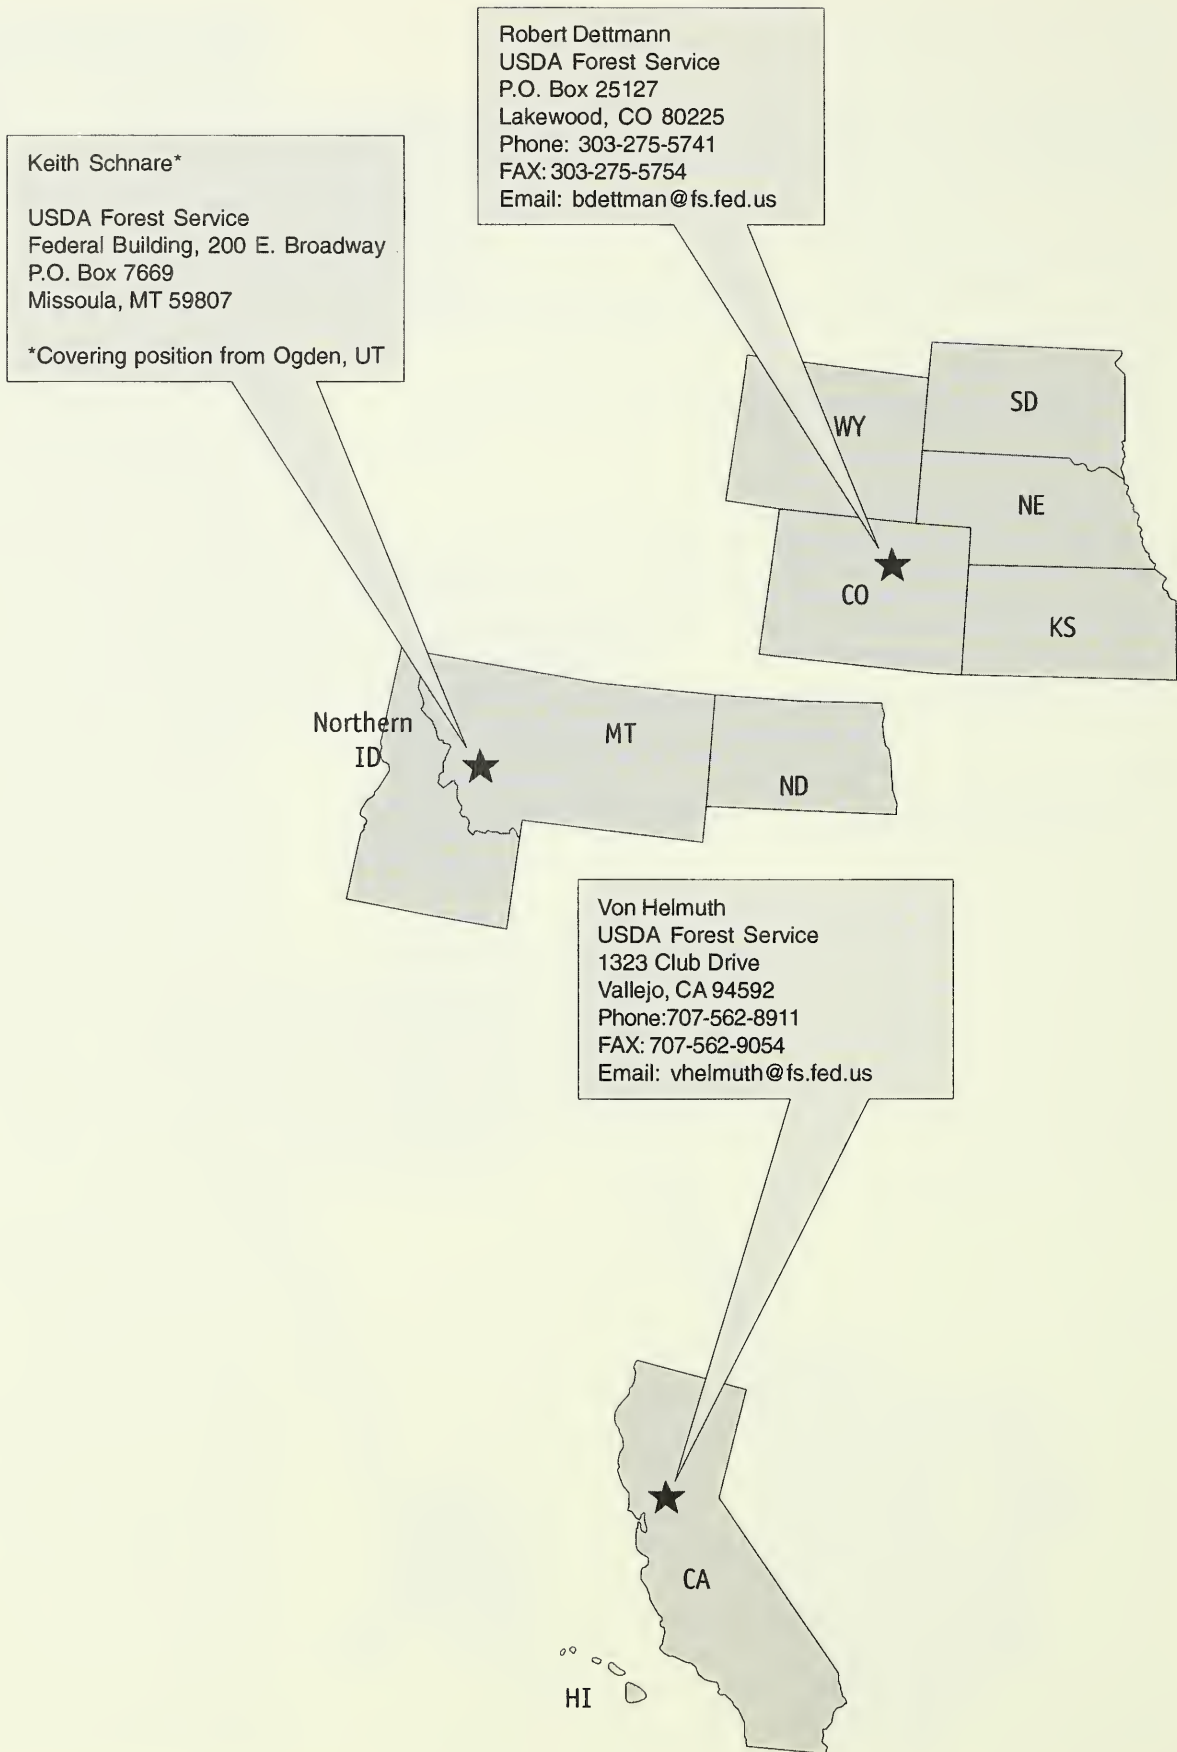 Robert Dettmann
USDA Forest Service
P.O. Box 25127
Lakewood, CO 80225
Phone: 303-275-5741
FAX: 303-275-5754
Email: bdettman@fs.fed.us
Keith Schnare*
USDA Forest Service
Federal Building, 200 E. Broadway
P.O. Box 7669
Missoula, MT 59807
*Covering position from Ogden, UT
SD
WY
NE
CO
KS
Northern
ID
MT
ND
Von Helmuth
USDA Forest Service
1323 Club Drive
Vallejo, CA 94592
Phone:707-562-8911
FAX: 707-562-9054
Email: vhelmuth@fs.fed.us
CA
HI